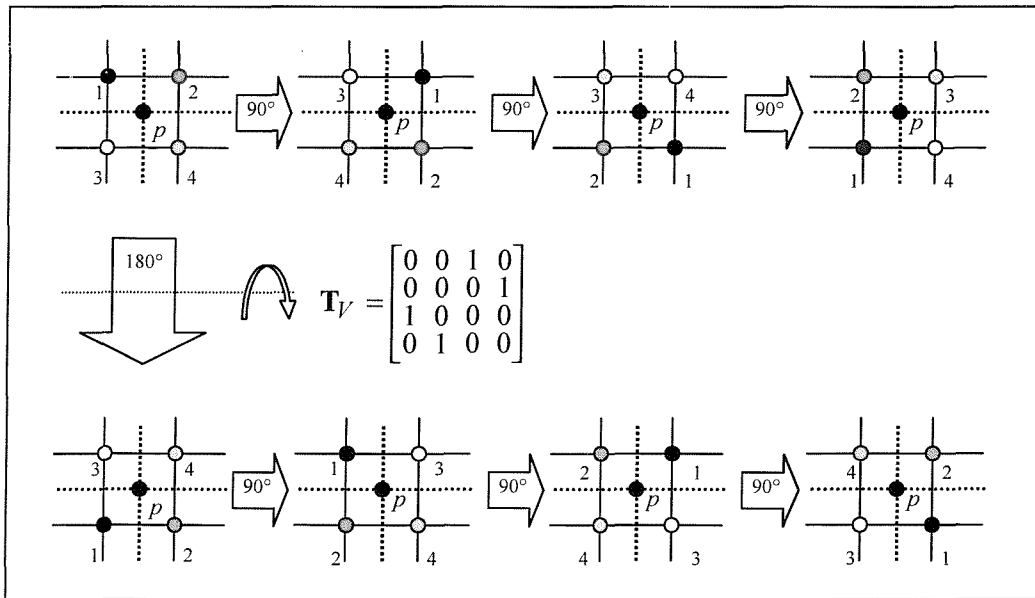 1 2 3 1 3 4 2 3
90° 90° 90°
p p p p
3 4 4 2 2 1 1 4
180°
T_V = [0 0 1 0
0 0 0 1
1 0 0 0
0 1 0 0]
3 4 1 3 2 1 4 2
90° 90° 90°
p p p p
1 2 2 4 4 3 3 1